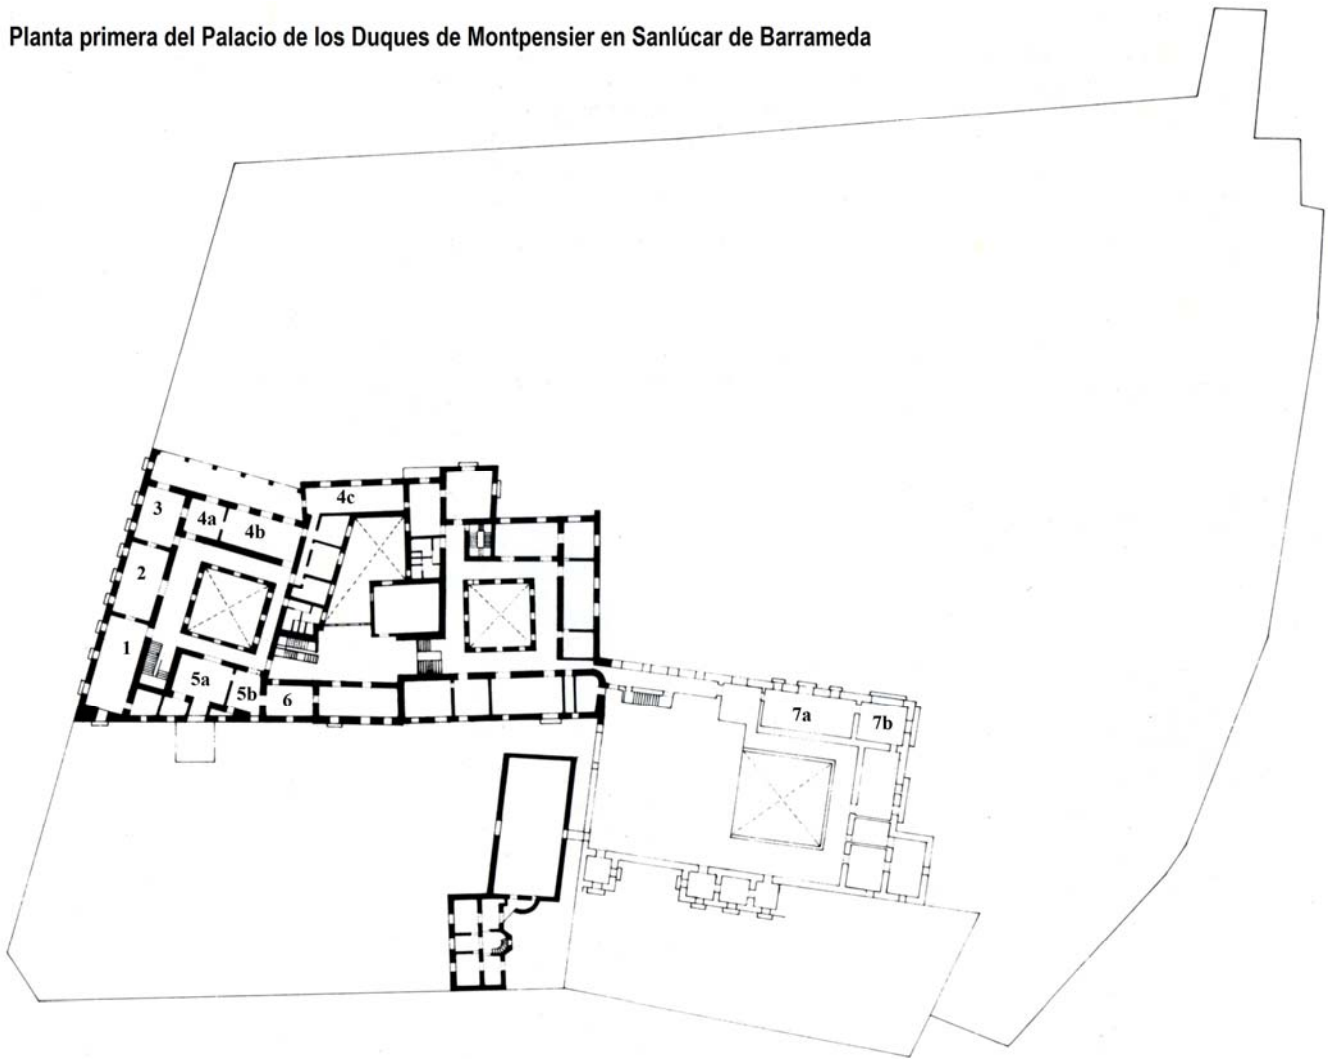 Planta primera del Palacio de los Duques de Montpensier en Sanlúcar de Barrameda
4c
3
4a
4b
2
1
5a
5b
6
7a
7b